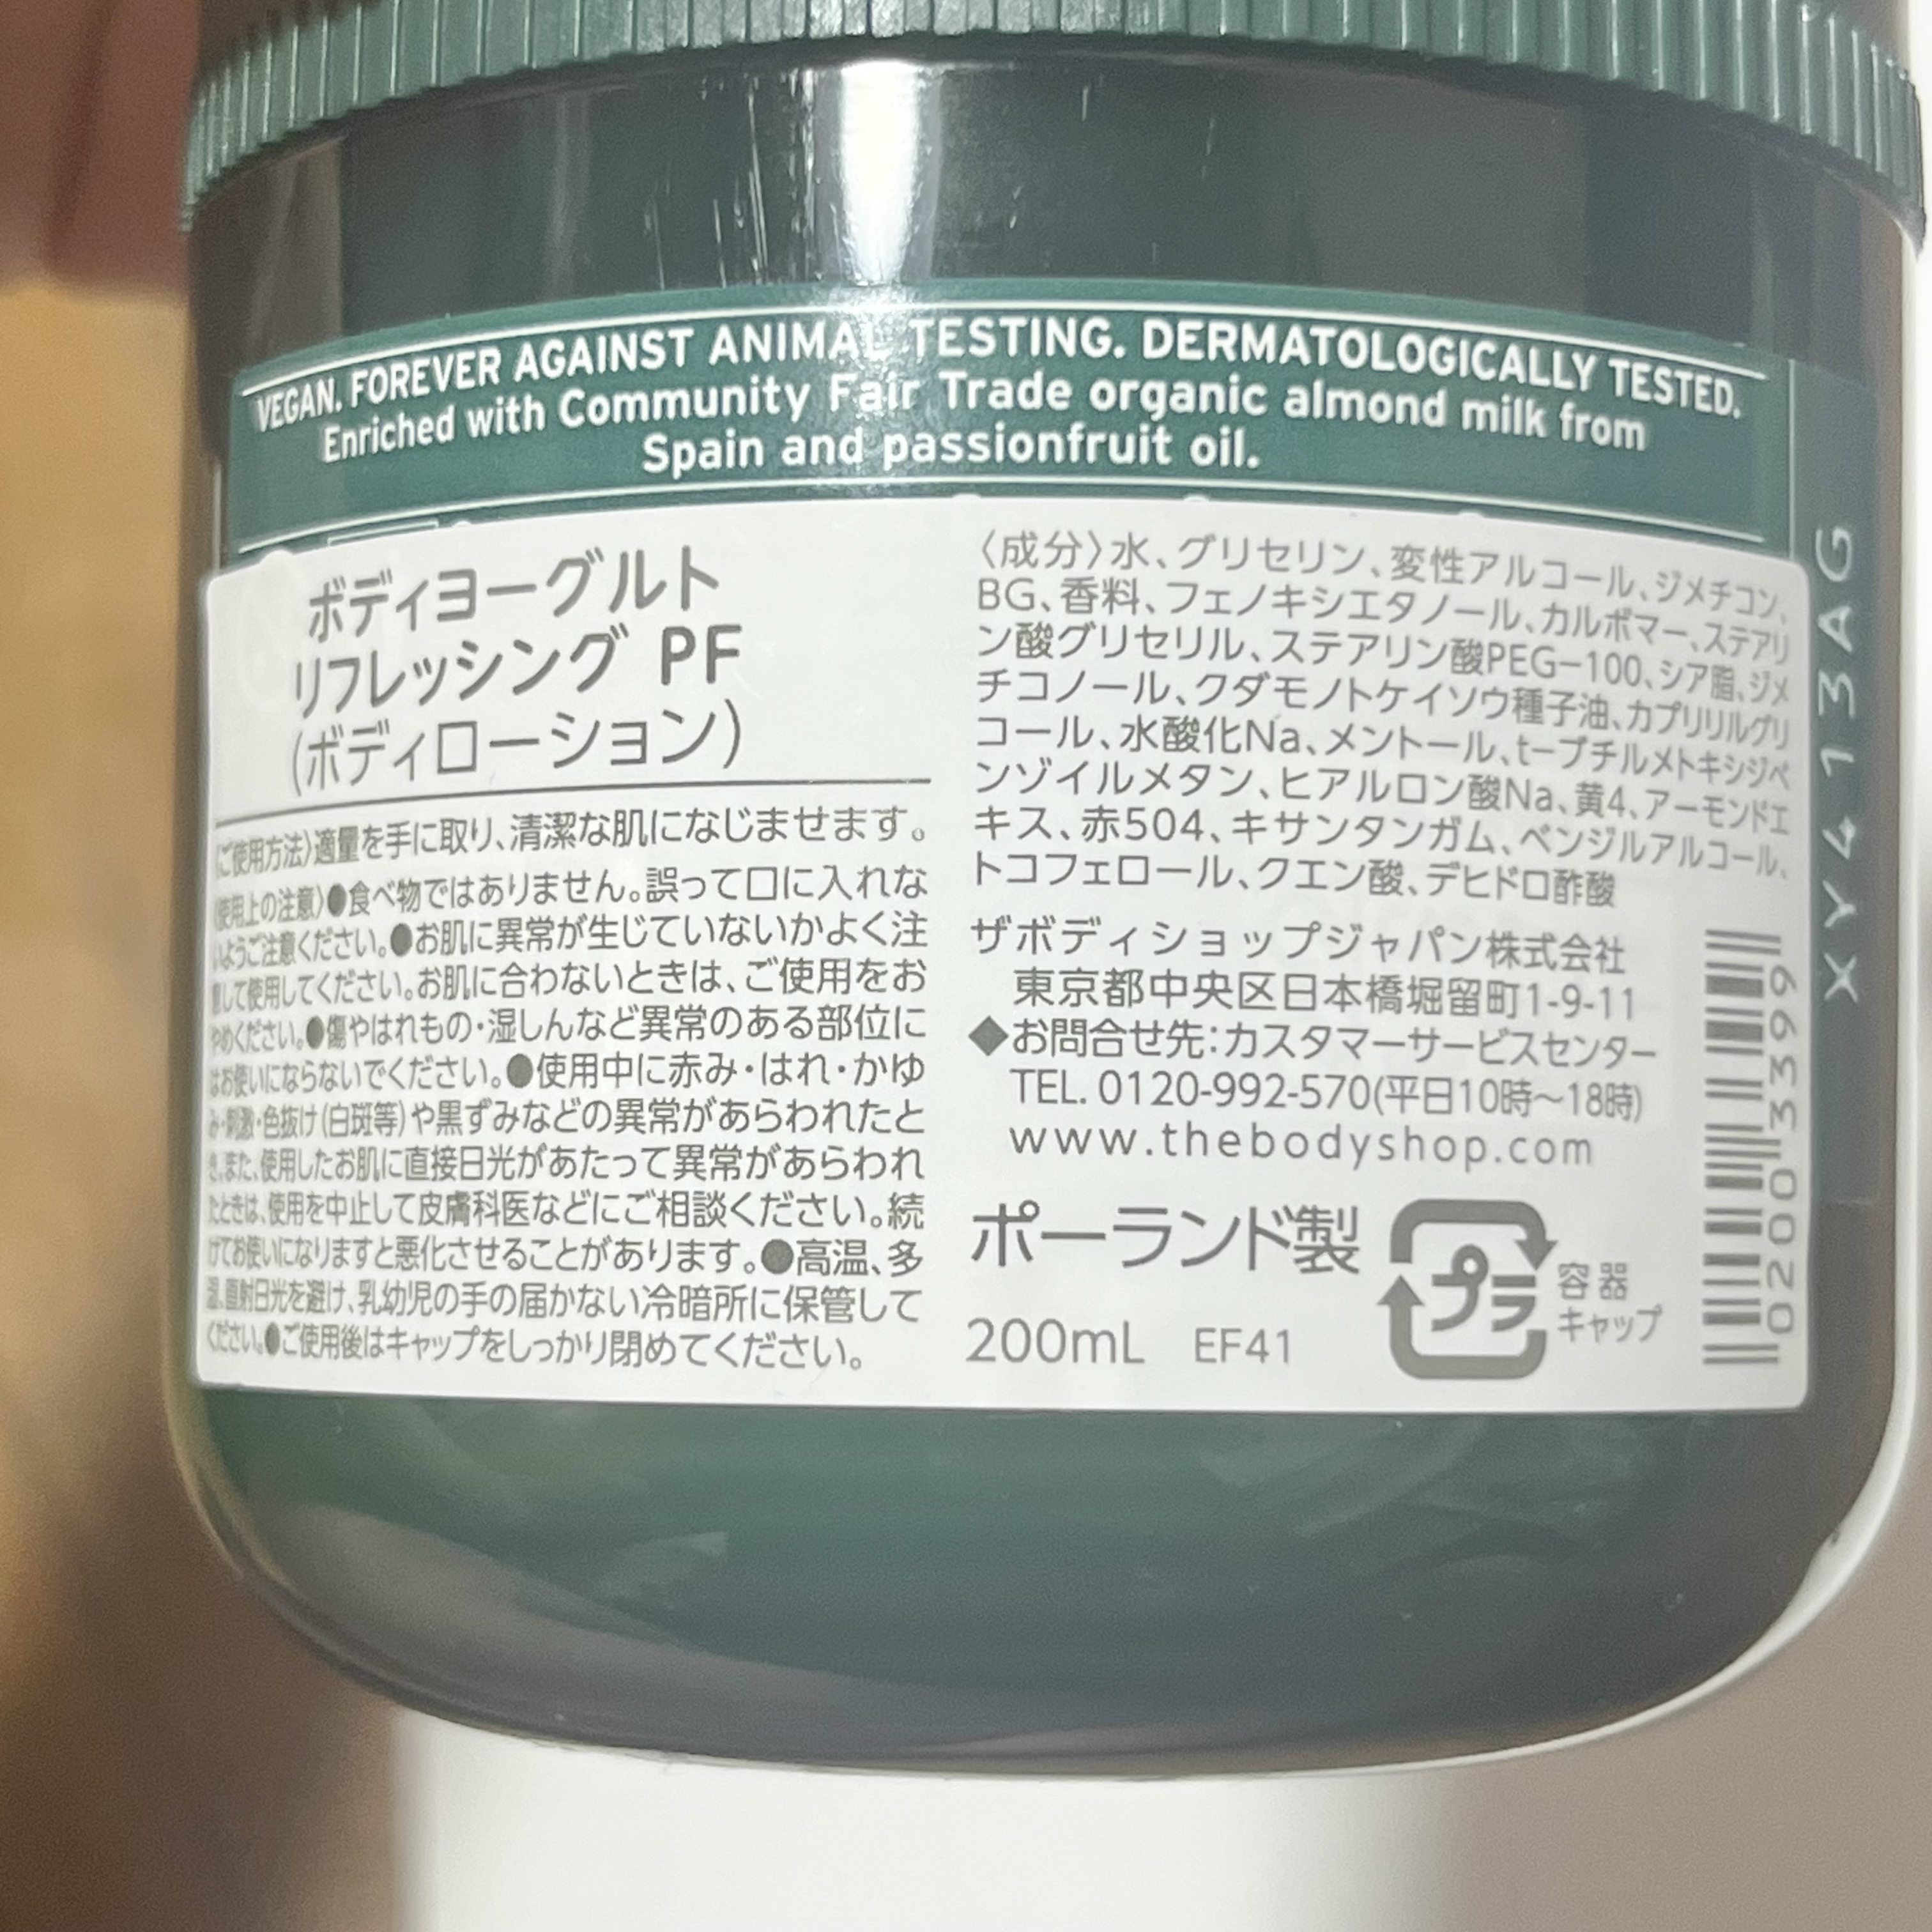 VEGAN. FOREVER AGAINST ANIMAL TESTING. DERMATOLOGICALLY TESTED.
Enriched with Community Fair Trade organic almond milk from
Spain and passionfruit oil.
ボディヨーグルト
リフレッシング PF
(ボディローション)
〈ご使用方法〉適量を手に取り、清潔な肌になじませます。
〈使用上の注意〉●食べ物ではありません。誤って口に入れな
いようご注意ください。●お肌に異常が生じていないかよく注
意して使用してください。お肌に合わないときは、ご使用をお
やめください。●傷やはれもの・湿しんなど異常のある部位に
はお使いにならないでください。●使用中に赤み・はれ・かゆ
み・刺激・色抜け(白斑等)や黒ずみなどの異常があらわれたと
き、また、使用したお肌に直接日光があたって異常があらわれ
たときは、使用を中止して皮膚科医などにご相談ください。続
けてお使いになりますと悪化させることがあります。●高温、多
湿、直射日光を避け、乳幼児の手の届かない冷暗所に保管して
ください。●ご使用後はキャップをしっかり閉めてください。
〈成分〉水、グリセリン、変性アルコール、ジメチコン、
BG、香料、フェノキシエタノール、カルボマー、ステアリ
ン酸グリセリル、ステアリン酸PEG-100、シア脂、ジメ
チコノール、クダモノトケイソウ種子油、カプリリルグリ
コール、水酸化Na、メントール、t-ブチルメトキシジベ
ンゾイルメタン、ヒアルロン酸Na、黄4、アーモンドエ
キス、赤504、キサンタンガム、ベンジルアルコール、
トコフェロール、クエン酸、デヒドロ酢酸
ザボディショップジャパン株式会社
東京都中央区日本橋堀留町1-9-11
◆お問合せ先:カスタマーサービスセンター
TEL. 0120-992-570(平日10時～18時)
www.thebodyshop.com
ポーランド製
200mL EF41
プラ
容器
キャップ
02003399
XY413AG